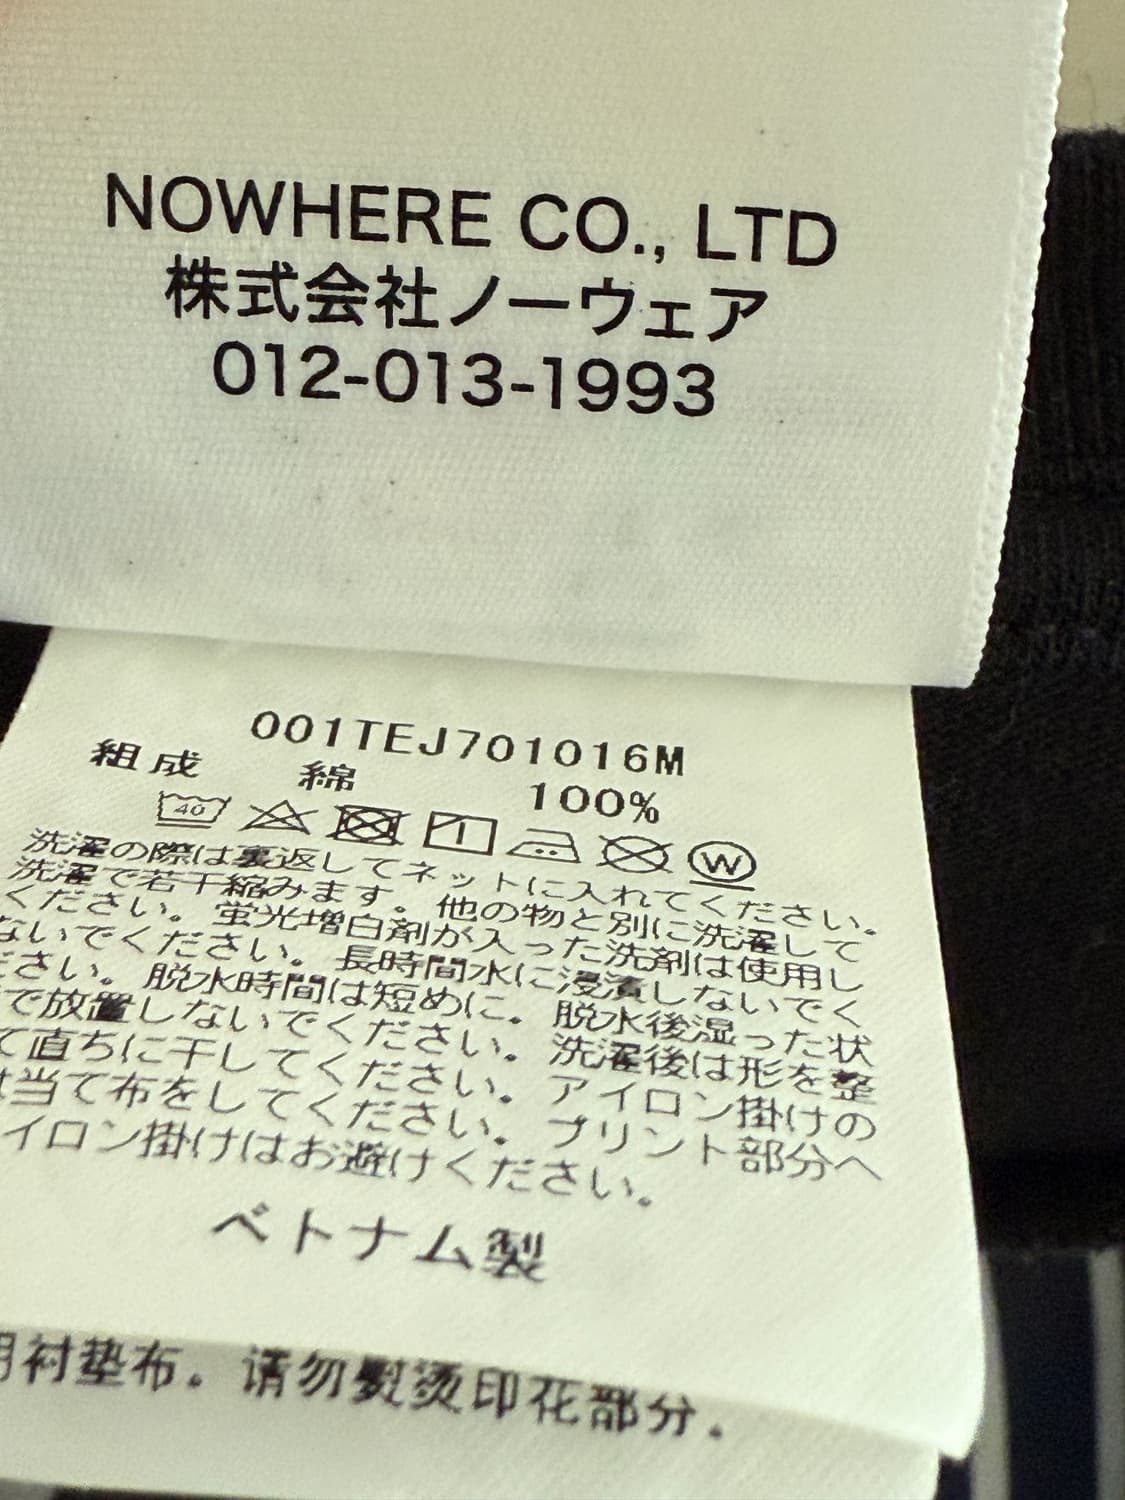 NOWHERE CO., LTD
株式会社ノーウェア
012-013-1993
001TEJ701016M
組成 綿 100%
40
W
洗濯の際は裏返してネットに入れてください。
洗濯で若干縮みます。他の物と別に洗濯して
ください。蛍光増白剤が入った洗剤は使用し
ないでください。長時間水に浸漬しないでく
ださい。脱水時間は短めに。脱水後湿った状
で放置しないでください。洗濯後は形を整
て直ちに干してください。アイロン掛けの
は当て布をしてください。プリント部分へ
イロン掛けはお避けください。
ベトナム製
用衬垫布。请勿熨烫印花部分。